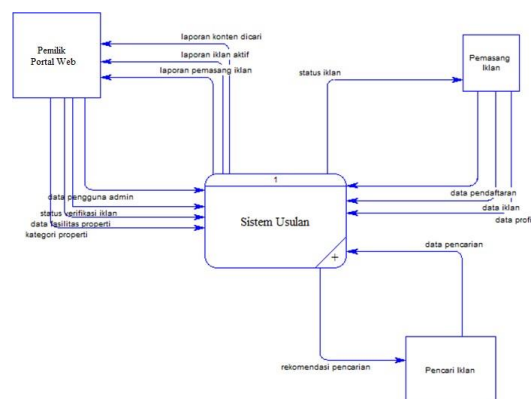 laporan konten dicari
Pemilik
Portal Web
laporan iklan aktif
laporan pemasang iklan
status iklan
Pemasang
Iklan
1
data pengguna admin
status verifikasi iklan
data fasilitas properti
kategori properti
Sistem Usulan
+
data pendaftaran
data iklan
data profi
data pencarian
rekomendasi pencarian
Pencari Iklan